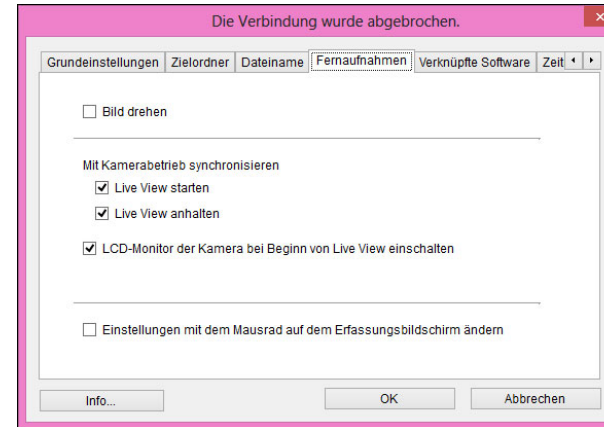 Die Verbindung wurde abgebrochen.
Grundeinstellungen Zielordner Dateiname Fernaufnahmen Verknüpfte Software Zeit
Bild drehen
Mit Kamerabetrieb synchronisieren
Live View starten
Live View anhalten
LCD-Monitor der Kamera bei Beginn von Live View einschalten
Einstellungen mit dem Mausrad auf dem Erfassungsbildschirm ändern
Info... OK Abbrechen